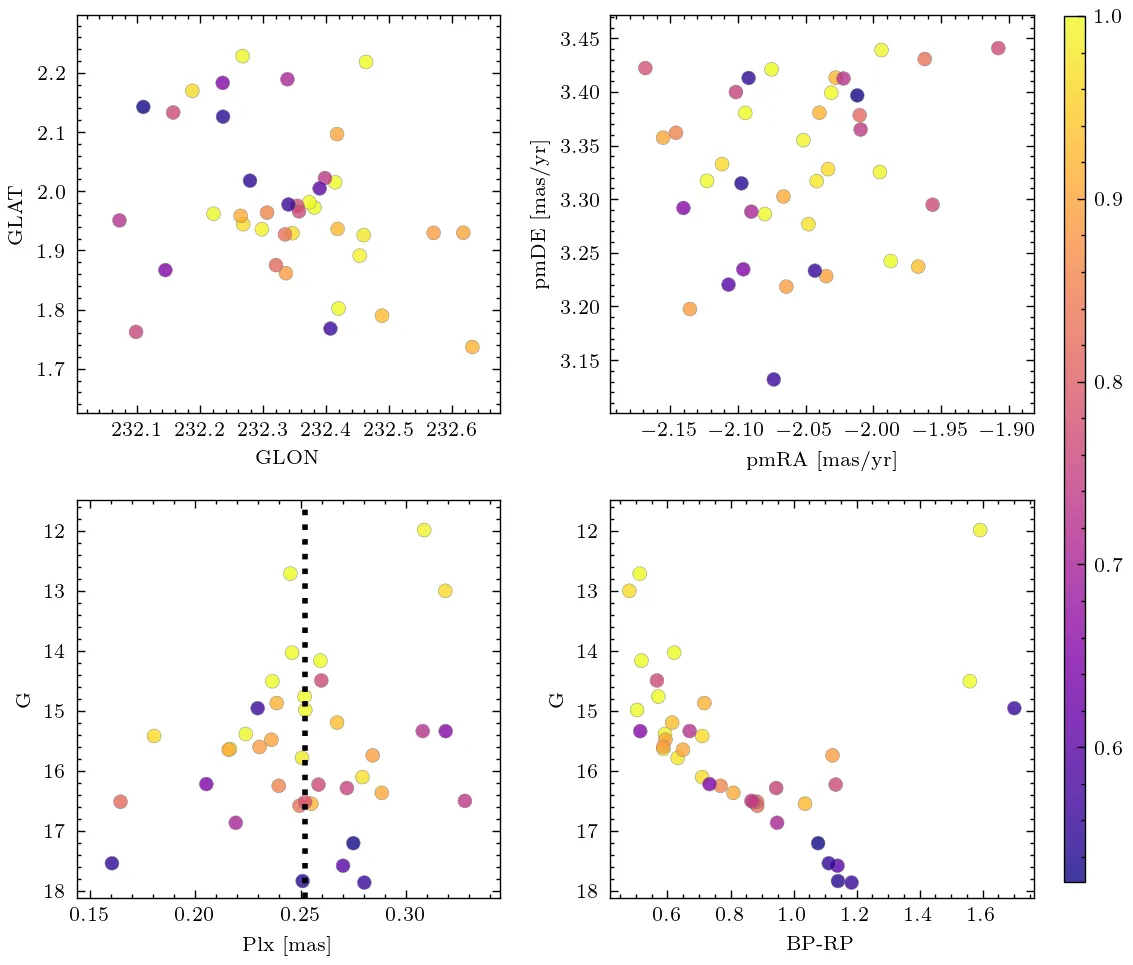 2.2
2.1
2.0
1.9
1.8
1.7
GLAT
232.1 232.2 232.3 232.4 232.5 232.6
GLON
3.45
3.40
3.35
3.30
3.25
3.20
3.15
pmDE [mas/yr]
−2.15 −2.10 −2.05 −2.00 −1.95 −1.90
pmRA [mas/yr]
12
13
14
15
16
17
18
G
0.15 0.20 0.25 0.30
Plx [mas]
12
13
14
15
16
17
18
G
0.6 0.8 1.0 1.2 1.4 1.6
BP-RP
1.0
0.9
0.8
0.7
0.6